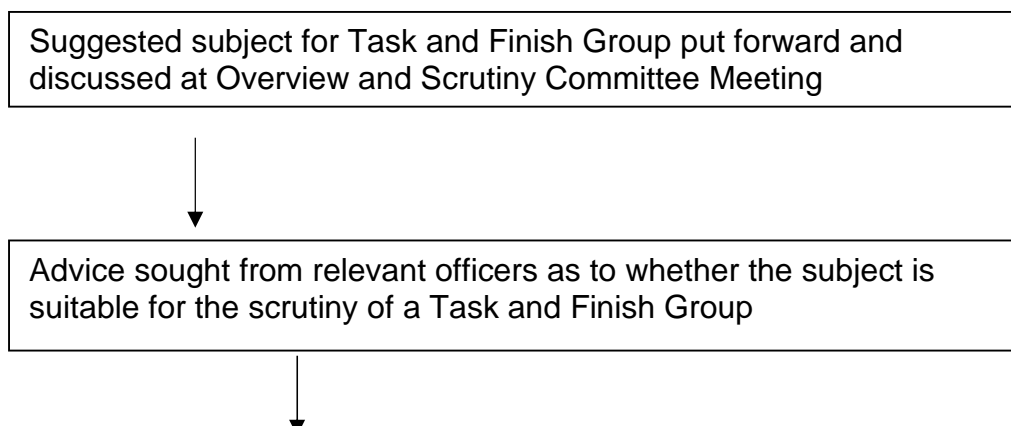 Suggested subject for Task and Finish Group put forward and
discussed at Overview and Scrutiny Committee Meeting
Advice sought from relevant officers as to whether the subject is
suitable for the scrutiny of a Task and Finish Group